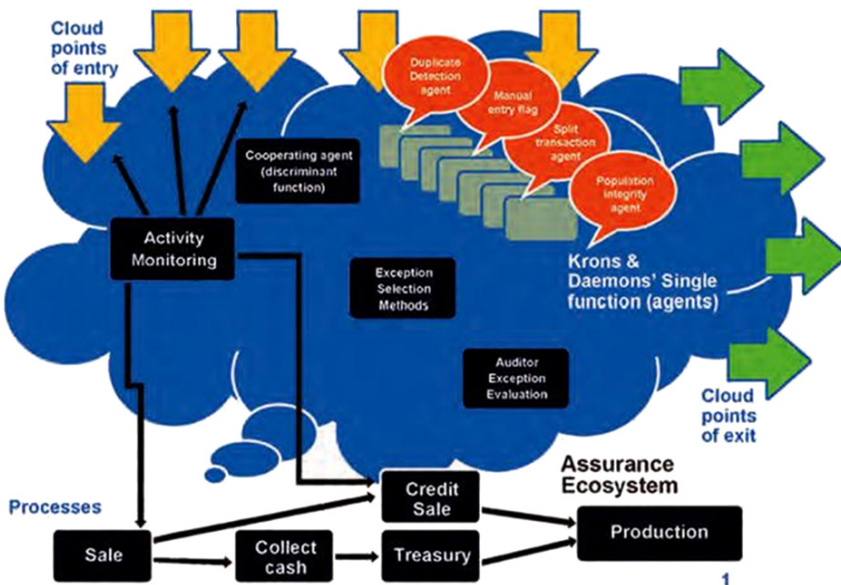 Cloud
points
of entry
Duplicate
Detection
agent
Manual
entry flag
Split
transaction
agent
Population
integrity
agent
Cooperating agent
(discriminant
function)
Activity
Monitoring
Exception
Selection
Methods
Krons &
Daemons' Single
function (agents)
Auditor
Exception
Evaluation
Cloud
points
of exit
Assurance
Ecosystem
Processes
Sale
Collect
cash
Credit
Sale
Treasury
Production
1